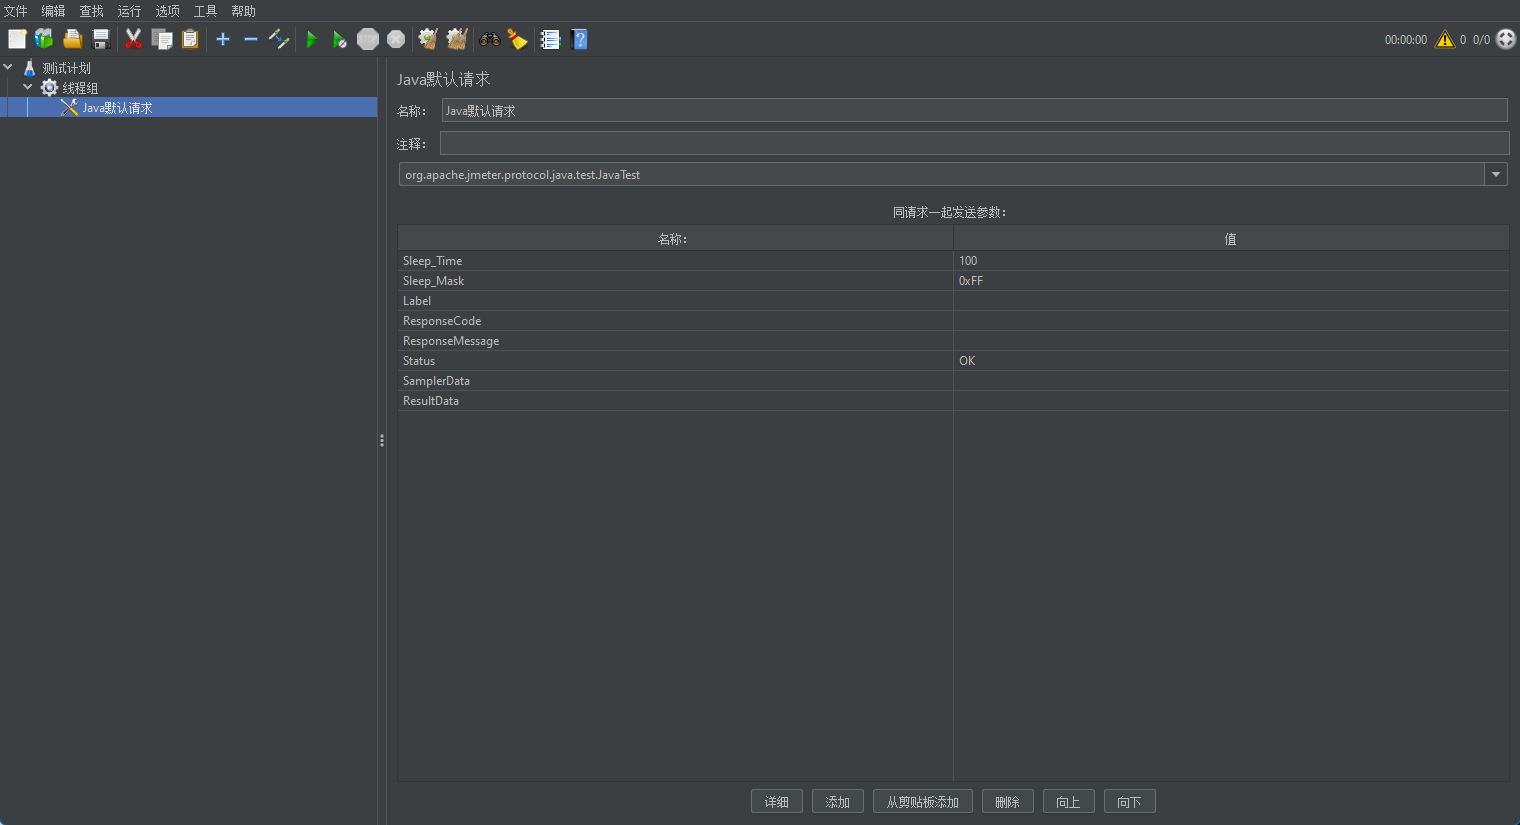 文件 编辑 查找 运行 选项 工具 帮助
00:00:00 0 0/0
测试计划
线程组
Java默认请求
Java默认请求
名称： Java默认请求
注释：
org.apache.jmeter.protocol.java.test.JavaTest
同请求一起发送参数：
名称： 值
Sleep_Time 100
Sleep_Mask 0xFF
Label
ResponseCode
ResponseMessage
Status OK
SamplerData
ResultData
详细 添加 从剪贴板添加 删除 向上 向下